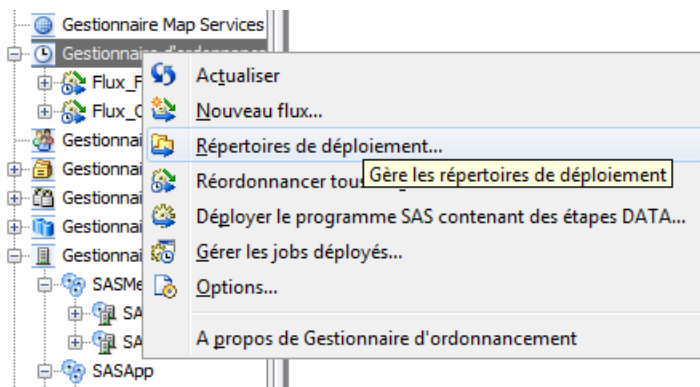 Gestionnaire Map Services
Gestionnaire d'ordonnance
Actualiser
Flux_F
Nouveau flux...
Flux_C
Répertoires de déploiement...
Gestionnai
Gère les répertoires de déploiement
Gestionnai
Réordonnancer tous
Gestionnai
Déployer le programme SAS contenant des étapes DATA...
Gestionnai
Gestionnai
Gérer les jobs déployés...
SASMe
Options...
SA
SA
A propos de Gestionnaire d'ordonnancement
SASApp